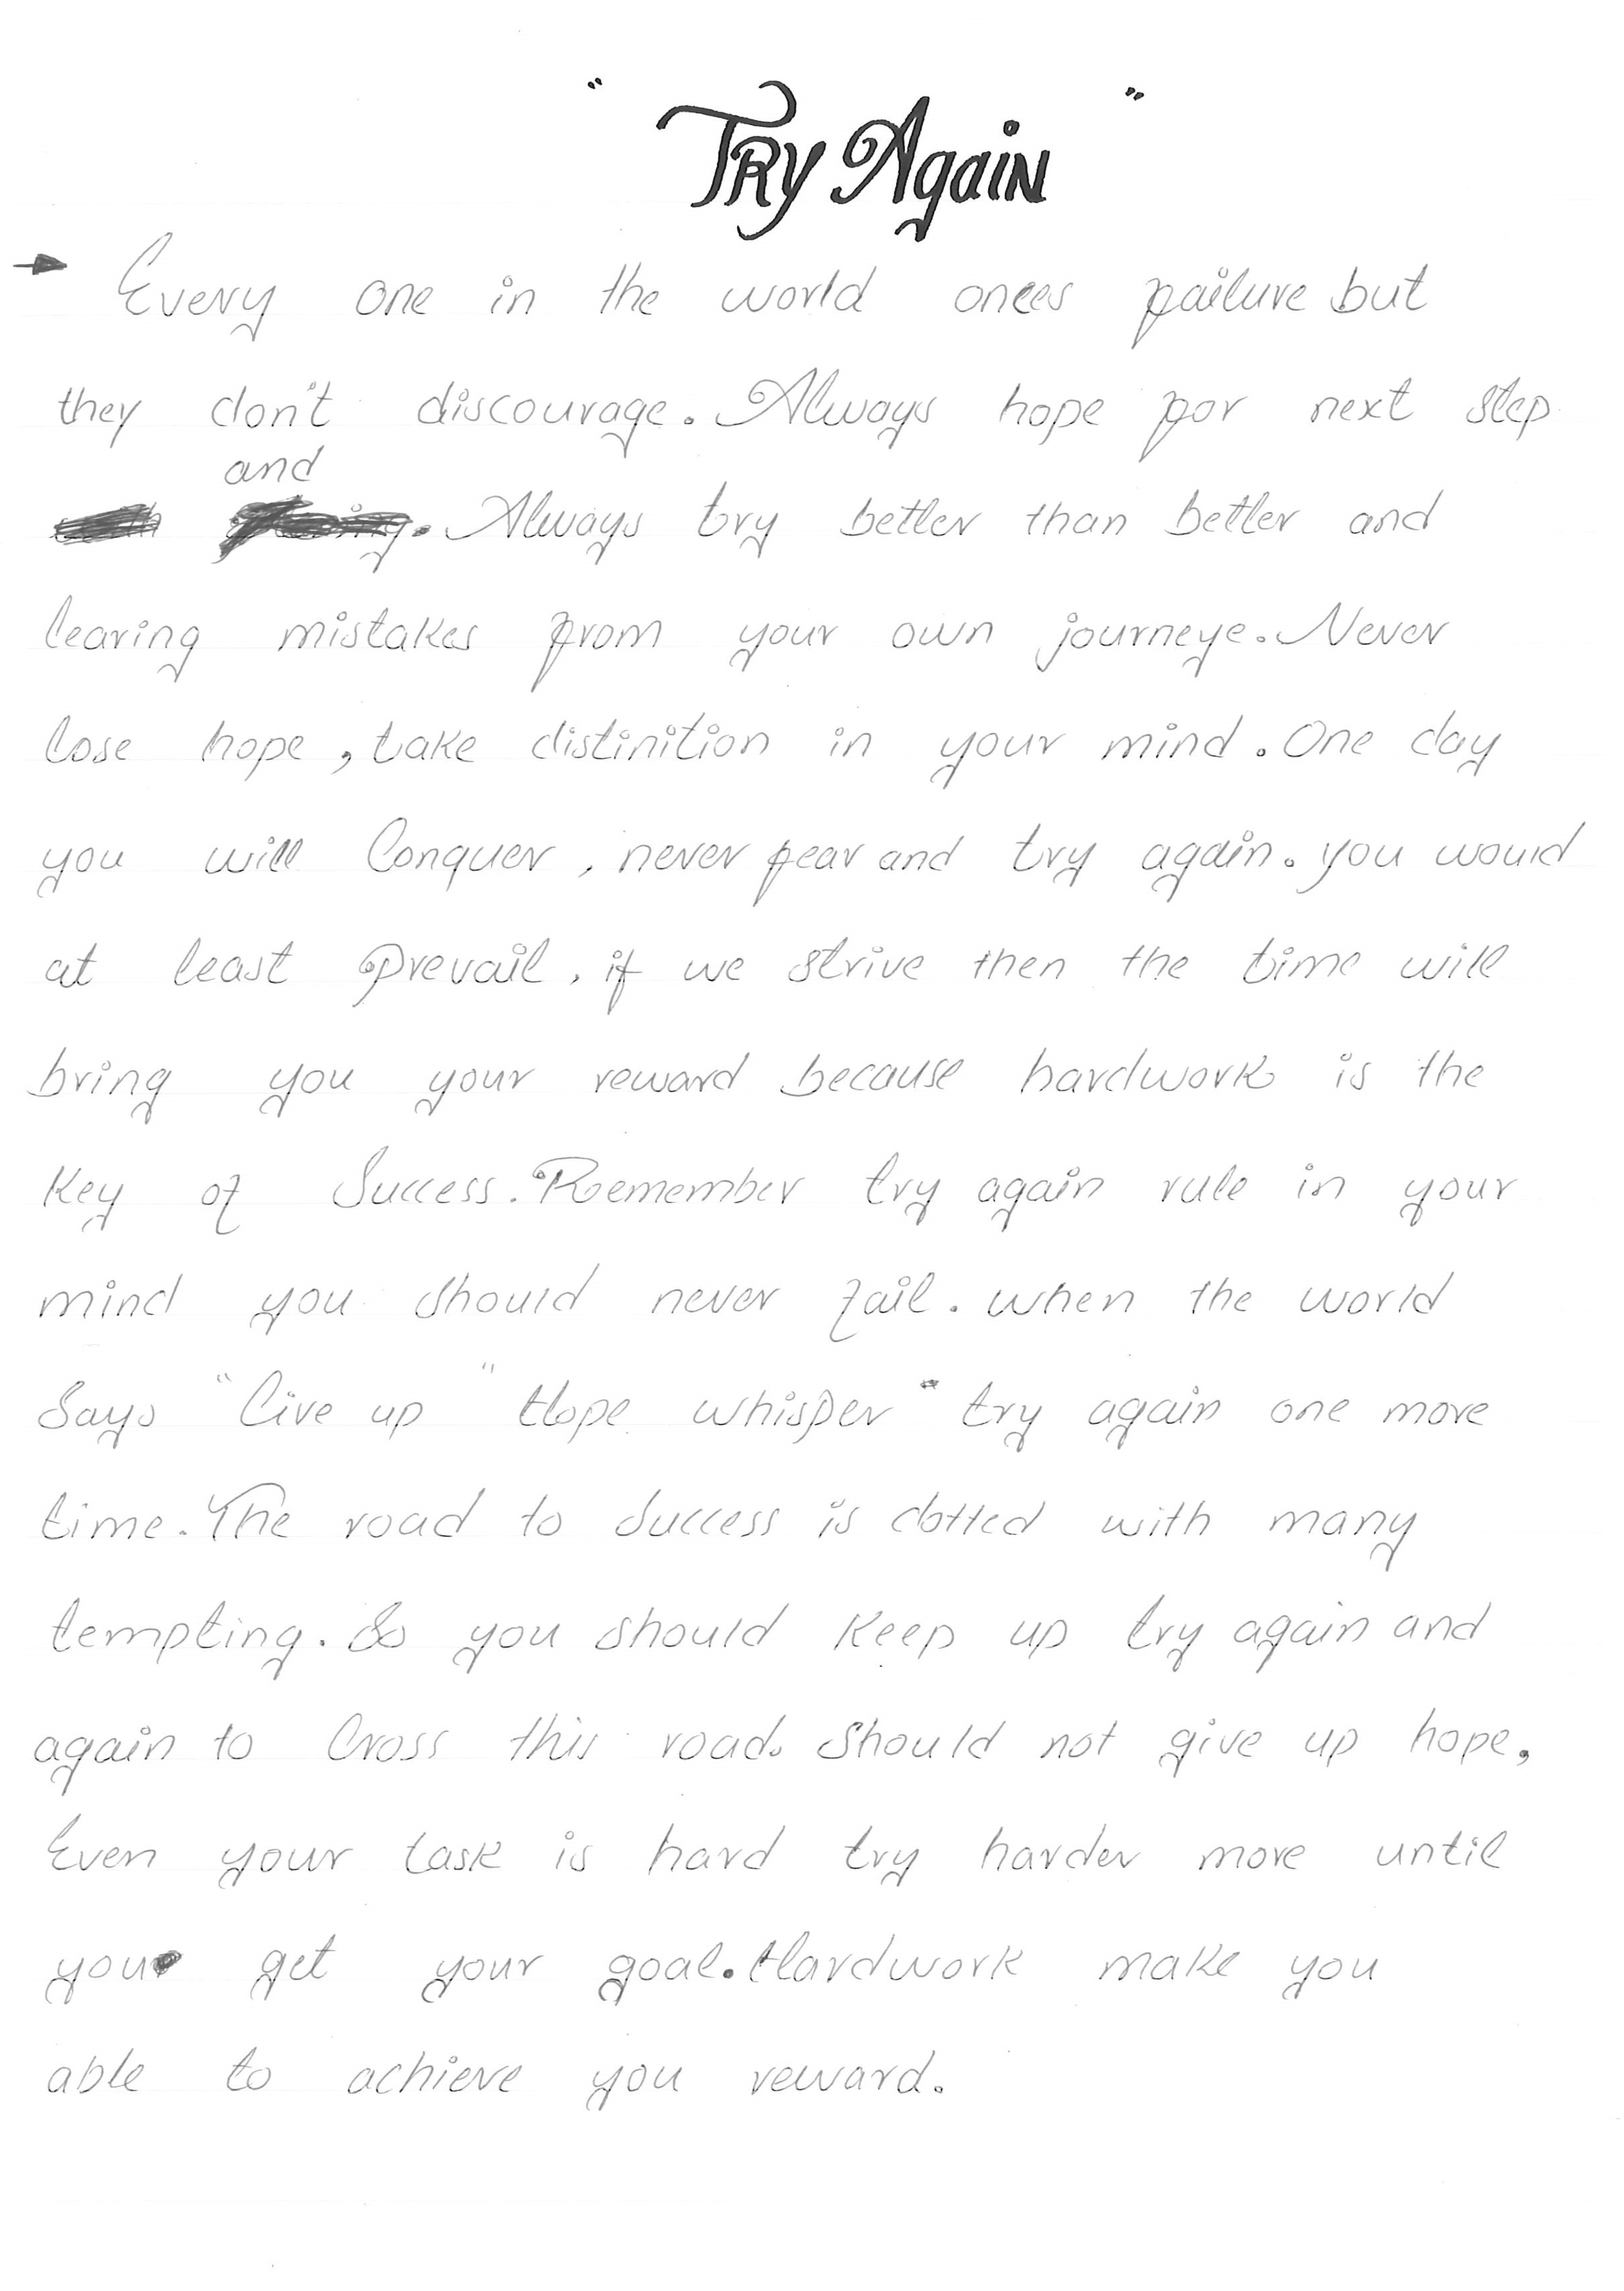 "Try Again"
→ Every one in the world onces failure but
they don't discourage. Always hope for next step
and
. Always try better than better and
learing mistakes from your own journeye. Never
lose hope, take distinition in your mind. One day
you will Conquer, never fear and try again. you would
at least Prevail, if we strive then the time will
bring you your reward because hardwork is the
Key of Success. Roemember try again rule in your
mind you should never fail. when the world
Says "Give up" Hope whisper "try again one more
time. The road to Success is dotted with many
tempting. So you should Keep up try again and
again to Cross this road. Should not give up hope,
Even your task is hard try harder more until
you get your goal. Hardwork make you
able to achieve you reward.